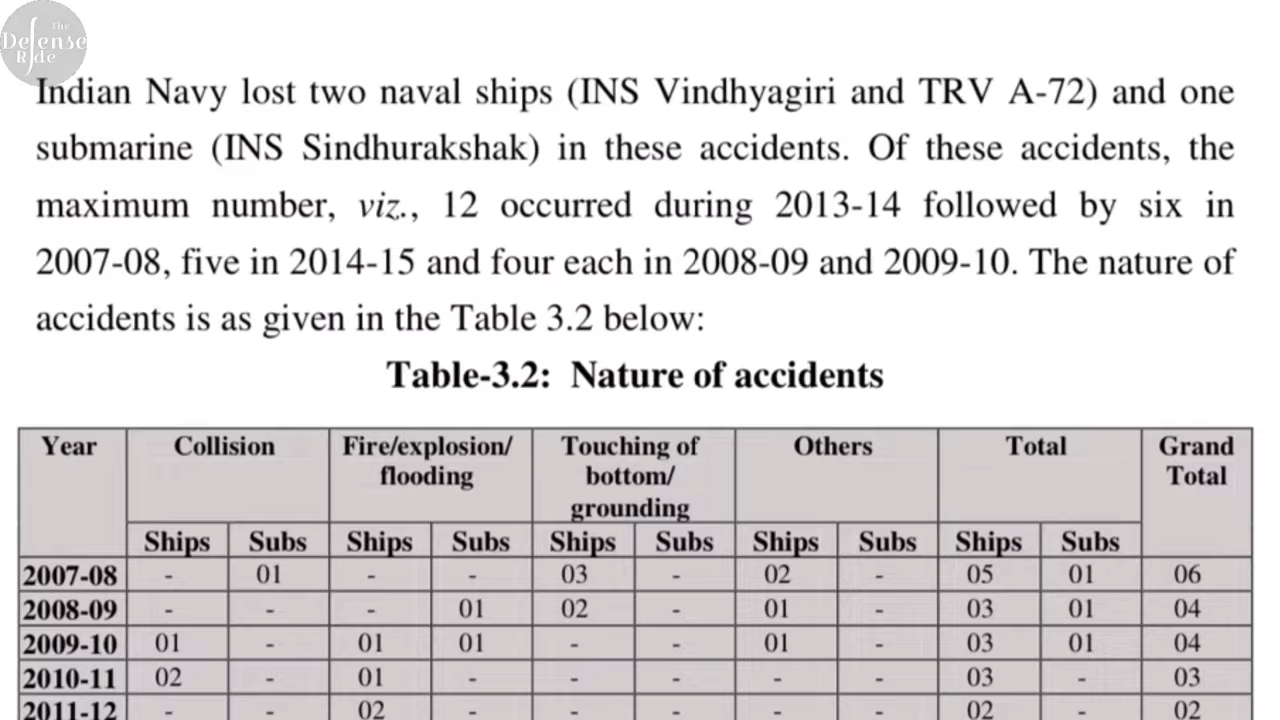 The
Defense
Ride
Indian Navy lost two naval ships (INS Vindhyagiri and TRV A-72) and one
submarine (INS Sindhurakshak) in these accidents. Of these accidents, the
maximum number, viz., 12 occurred during 2013-14 followed by six in
2007-08, five in 2014-15 and four each in 2008-09 and 2009-10. The nature of
accidents is as given in the Table 3.2 below:
Table-3.2: Nature of accidents
Year Collision Fire/explosion/ flooding Touching of bottom/ grounding Others Total Grand Total
Ships Subs Ships Subs Ships Subs Ships Subs Ships Subs
2007-08 - 01 - - 03 - 02 - 05 01 06
2008-09 - - - 01 02 - 01 - 03 01 04
2009-10 01 - 01 01 - - 01 - 03 01 04
2010-11 02 - 01 - - - - - 03 - 03
2011-12 - - 02 - - - - - 02 - 02